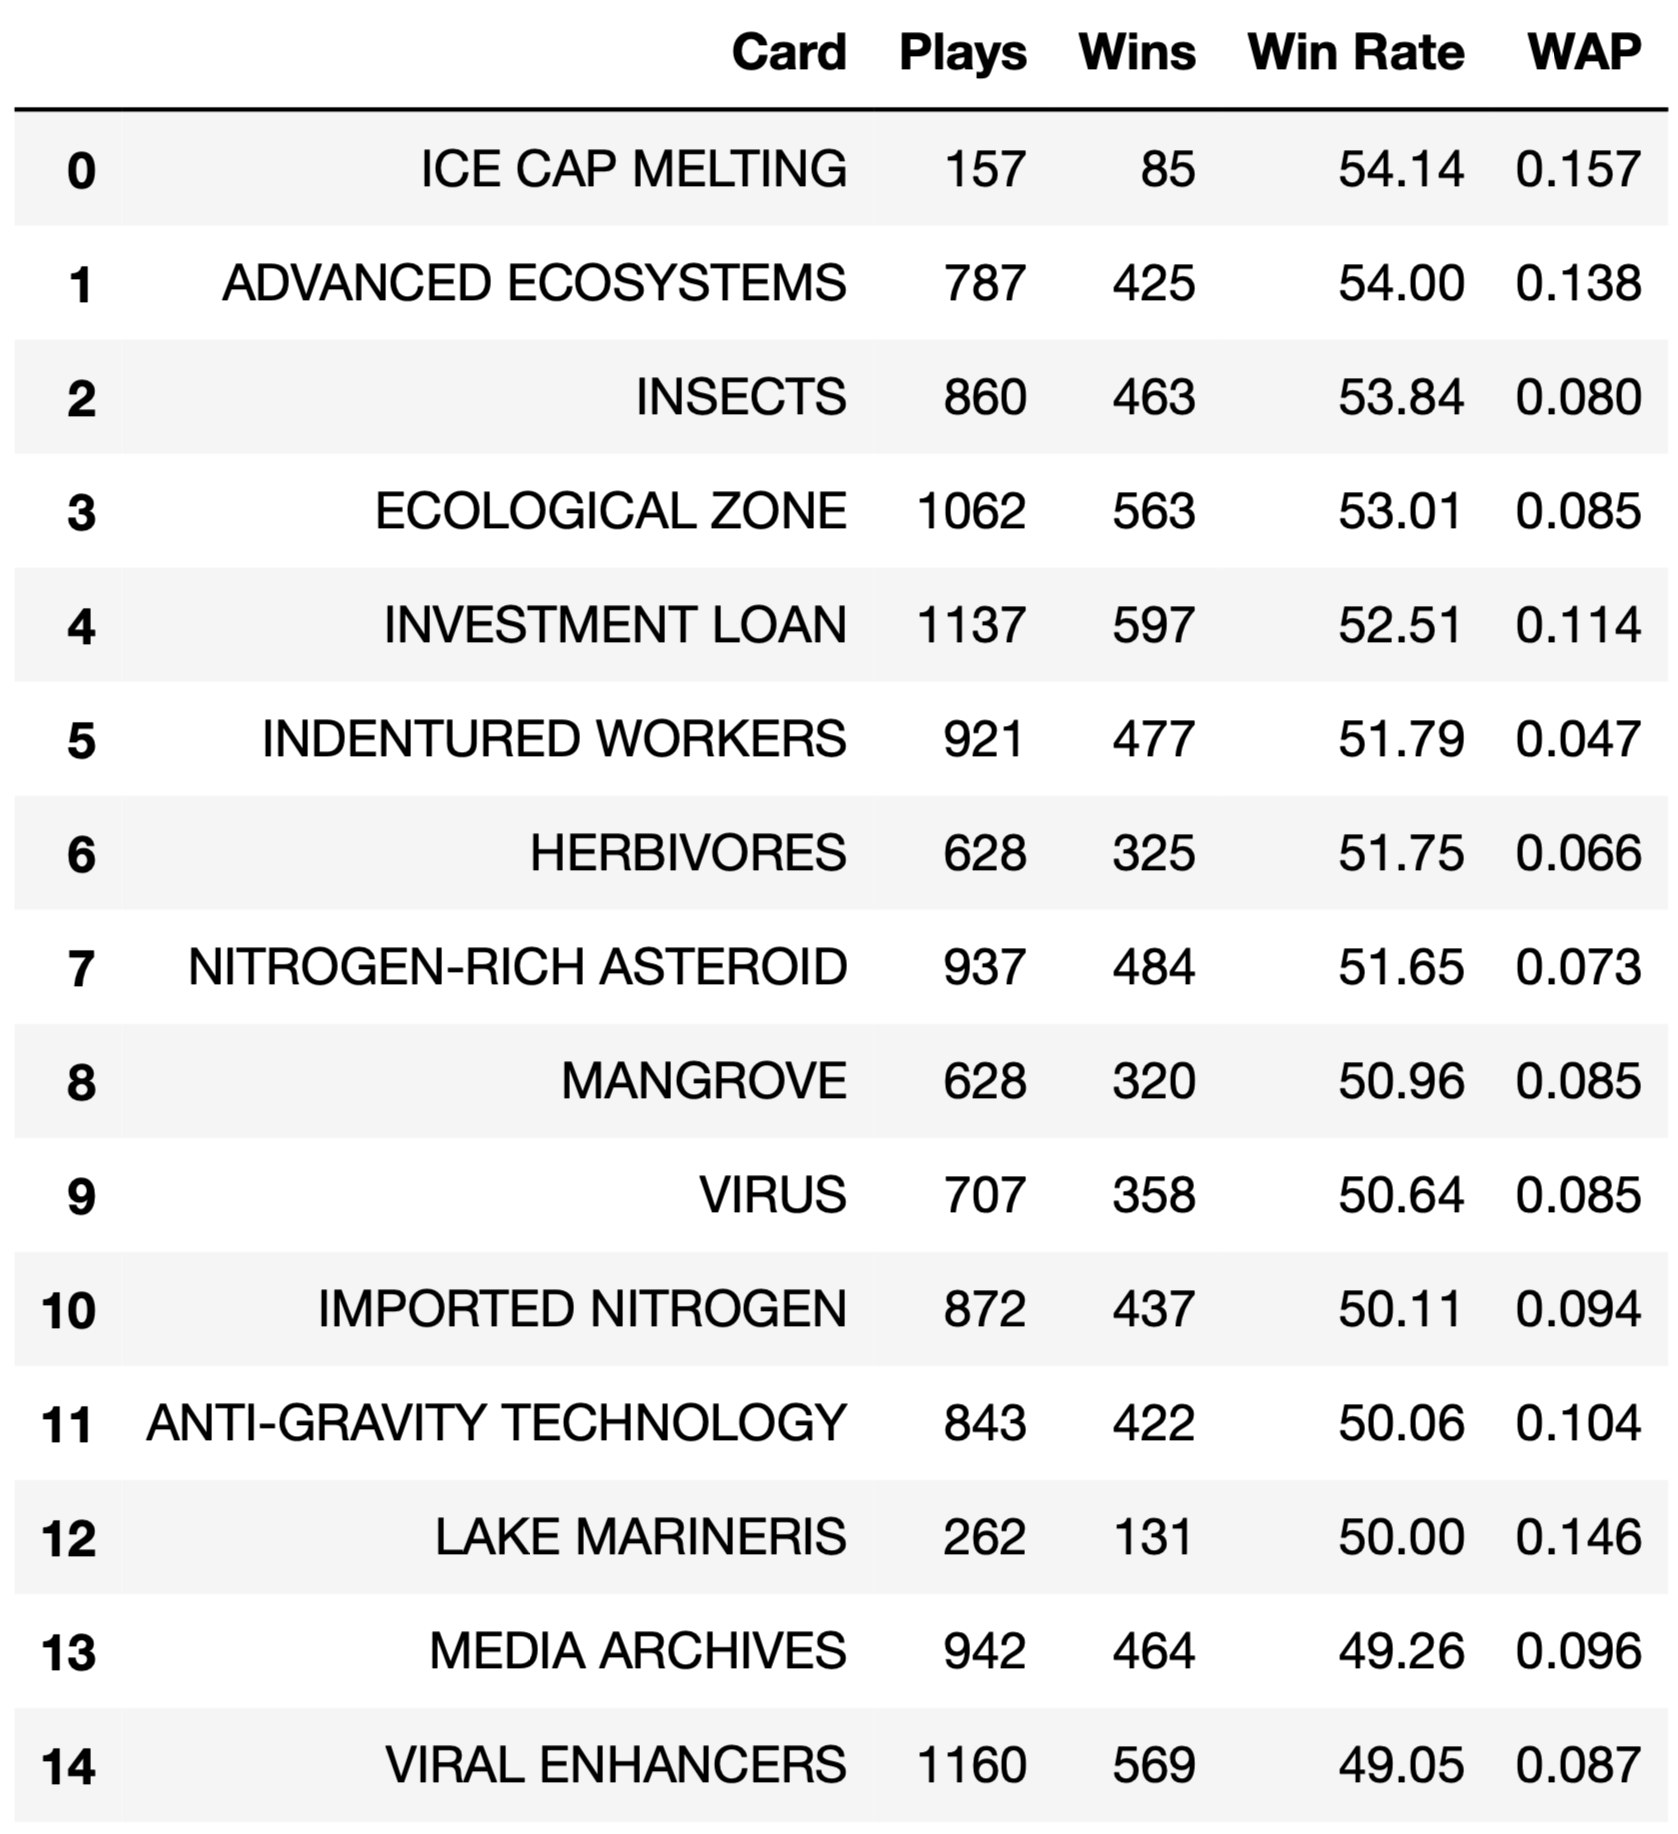 Card Plays Wins Win Rate WAP
0 ICE CAP MELTING 157 85 54.14 0.157
1 ADVANCED ECOSYSTEMS 787 425 54.00 0.138
2 INSECTS 860 463 53.84 0.080
3 ECOLOGICAL ZONE 1062 563 53.01 0.085
4 INVESTMENT LOAN 1137 597 52.51 0.114
5 INDENTURED WORKERS 921 477 51.79 0.047
6 HERBIVORES 628 325 51.75 0.066
7 NITROGEN-RICH ASTEROID 937 484 51.65 0.073
8 MANGROVE 628 320 50.96 0.085
9 VIRUS 707 358 50.64 0.085
10 IMPORTED NITROGEN 872 437 50.11 0.094
11 ANTI-GRAVITY TECHNOLOGY 843 422 50.06 0.104
12 LAKE MARINERIS 262 131 50.00 0.146
13 MEDIA ARCHIVES 942 464 49.26 0.096
14 VIRAL ENHANCERS 1160 569 49.05 0.087